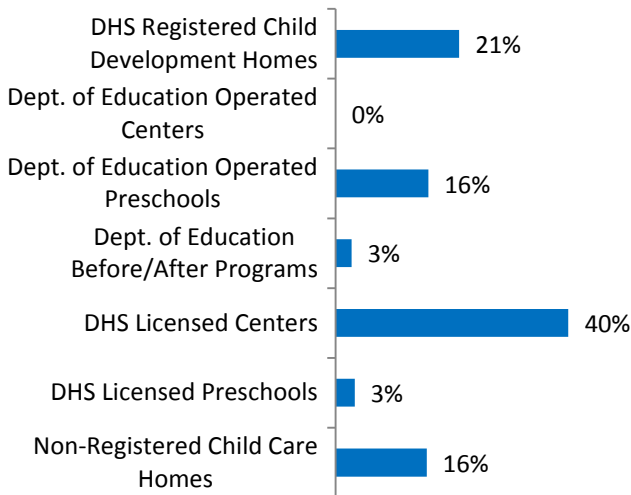 DHS Registered Child
Development Homes
21%
Dept. of Education Operated
Centers
0%
Dept. of Education Operated
Preschools
16%
Dept. of Education
Before/After Programs
3%
DHS Licensed Centers
40%
DHS Licensed Preschools
3%
Non-Registered Child Care
Homes
16%